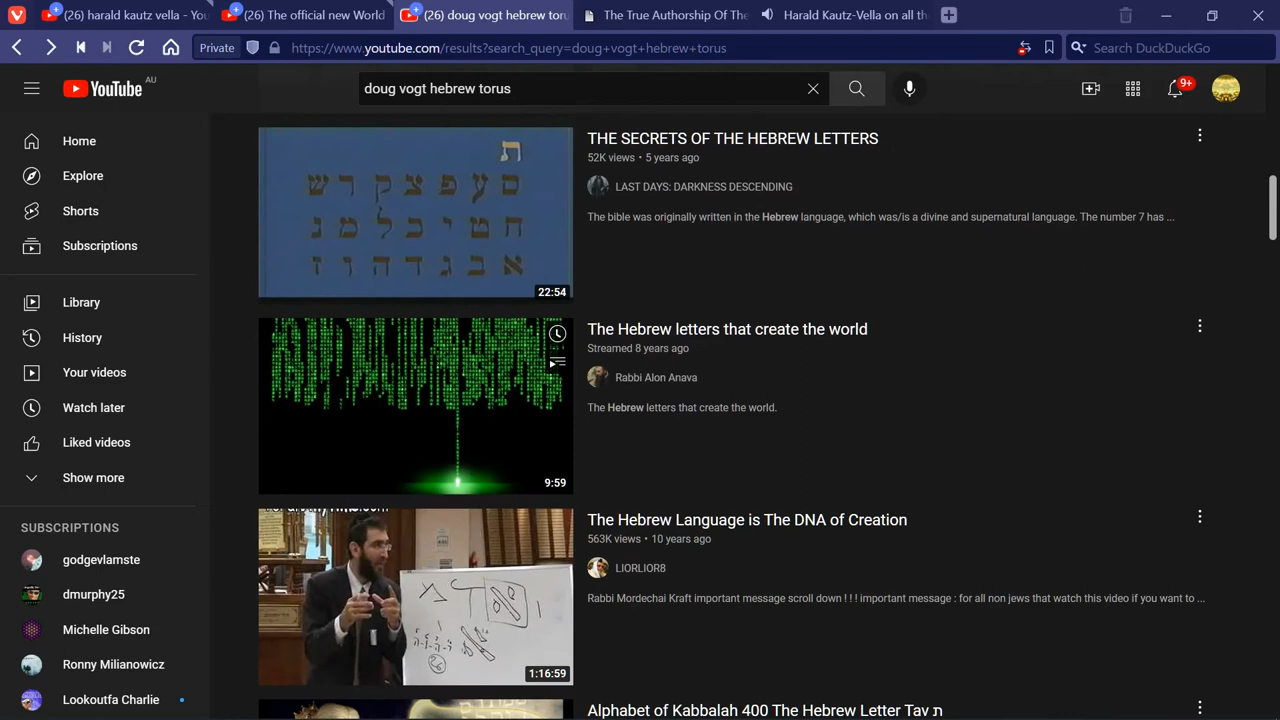 (26) harald kautz vella - You
(26) The official new World
(26) doug vogt hebrew toru
The True Authorship Of The
Harald Kautz-Vella on all th
Private
https://www.youtube.com/results?search_query=doug+vogt+hebrew+torus
Search DuckDuckGo
YouTube AU
doug vogt hebrew torus
9+
Home
Explore
Shorts
Subscriptions
Library
History
Your videos
Watch later
Liked videos
Show more
SUBSCRIPTIONS
godgevlamste
dmurphy25
Michelle Gibson
Ronny Milianowicz
Lookoutfa Charlie
ת
ס ע פ צ ק ר ש
ח ט י כ ל מ נ
א ב ג ד ה ו ז
22:54
THE SECRETS OF THE HEBREW LETTERS
52K views • 5 years ago
LAST DAYS: DARKNESS DESCENDING
The bible was originally written in the Hebrew language, which was/is a divine and supernatural language. The number 7 has ...
9:59
The Hebrew letters that create the world
Streamed 8 years ago
Rabbi Alon Anava
The Hebrew letters that create the world.
1:16:59
The Hebrew Language is The DNA of Creation
563K views • 10 years ago
LIORLIOR8
Rabbi Mordechai Kraft important message scroll down ! ! ! important message : for all non jews that watch this video if you want to ...
Alphabet of Kabbalah 400 The Hebrew Letter Tav ת